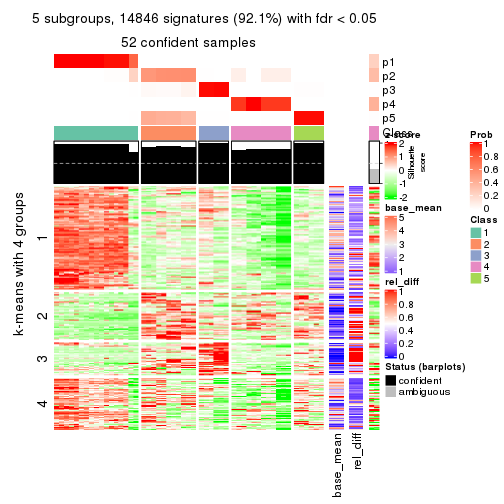 5 subgroups, 14846 signatures (92.1%) with fdr < 0.05
52 confident samples
p1
p2
p3
p4
p5
Class
Silhouette
score
k-means with 4 groups
1
2
3
4
base_mean
rel_diff
z-score
2
1
0
-1
-2
base_mean
5
4
3
2
1
rel_diff
1
0.8
0.6
0.4
0.2
0
Prob
1
0.8
0.6
0.4
0.2
0
Class
1
2
3
4
5
Status (barplots)
confident
ambiguous